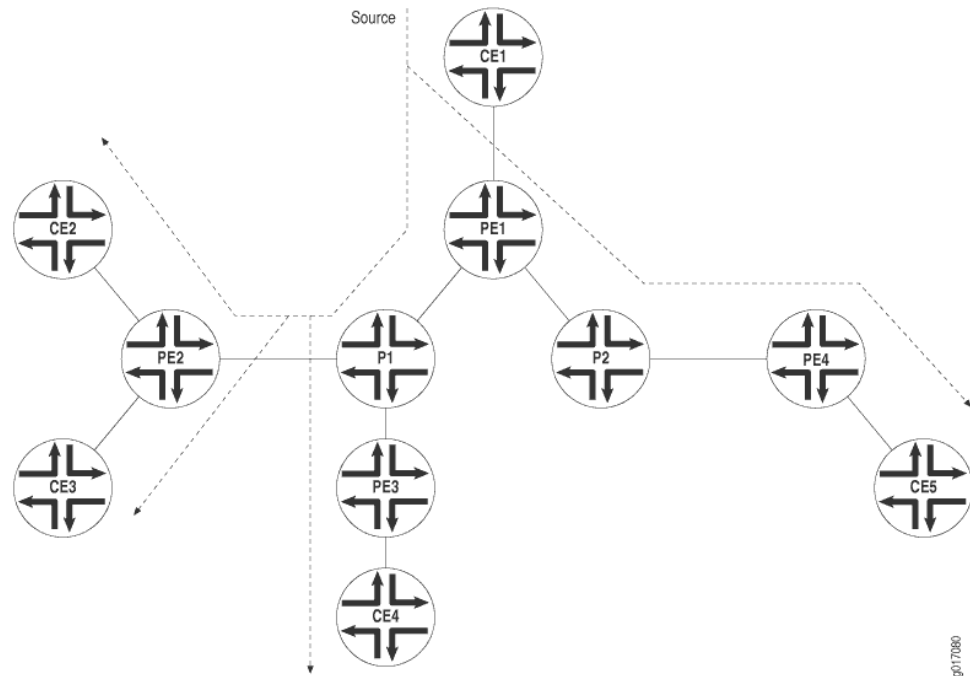 Source
CE1
CE2
PE1
PE2
P1
P2
PE4
CE3
PE3
CE5
CE4
g017080